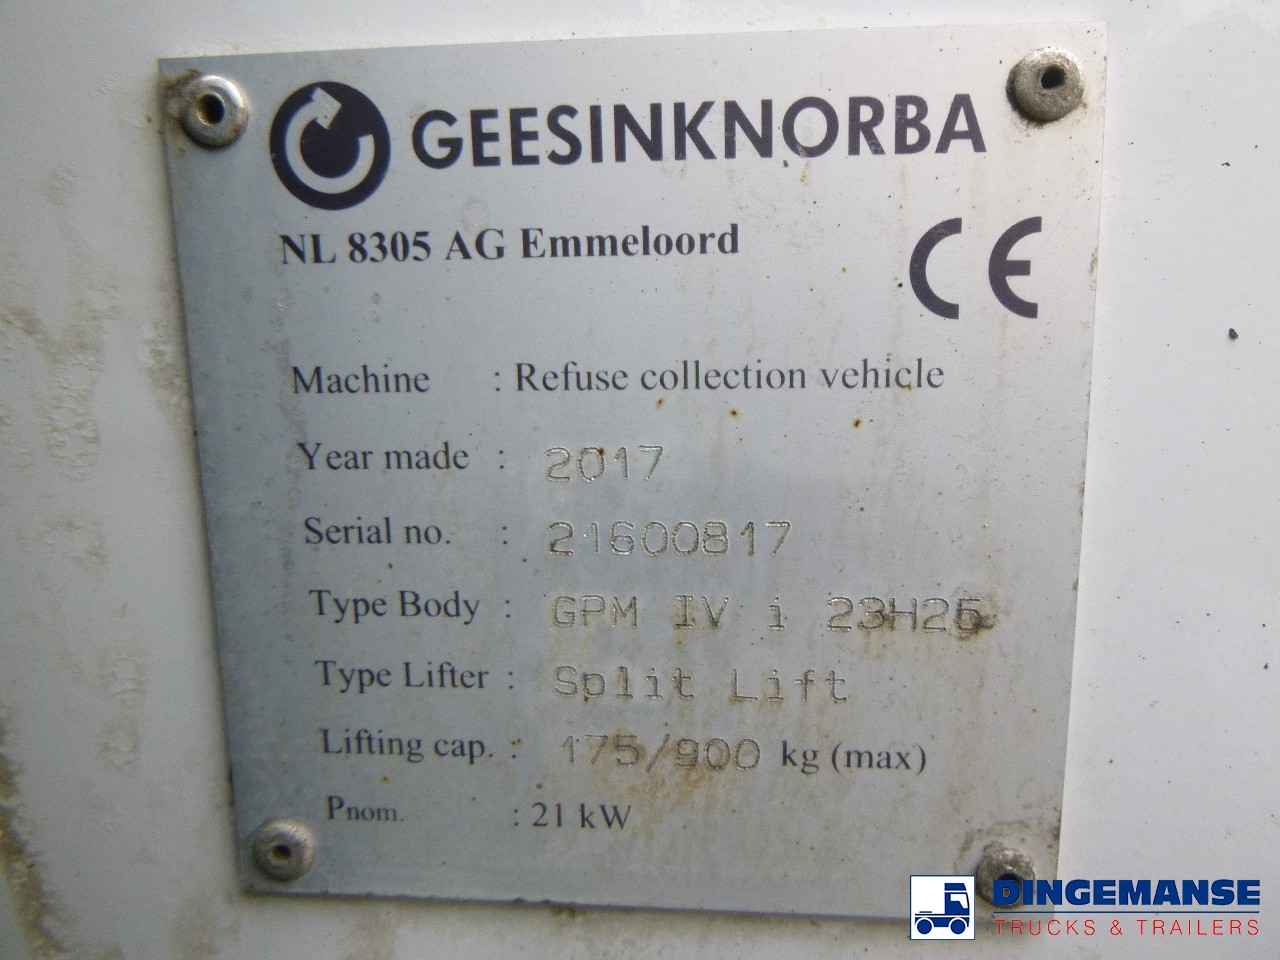 GEESINKNORBA
NL 8305 AG Emmeloord
CE
Machine : Refuse collection vehicle
Year made : 2017
Serial no. : 21600817
Type Body : GPM IV i 23H25
Type Lifter : Split Lift
Lifting cap. : 175/900 kg (max)
Pnom. : 21 kW
DINGEMANSE
TRUCKS & TRAILERS